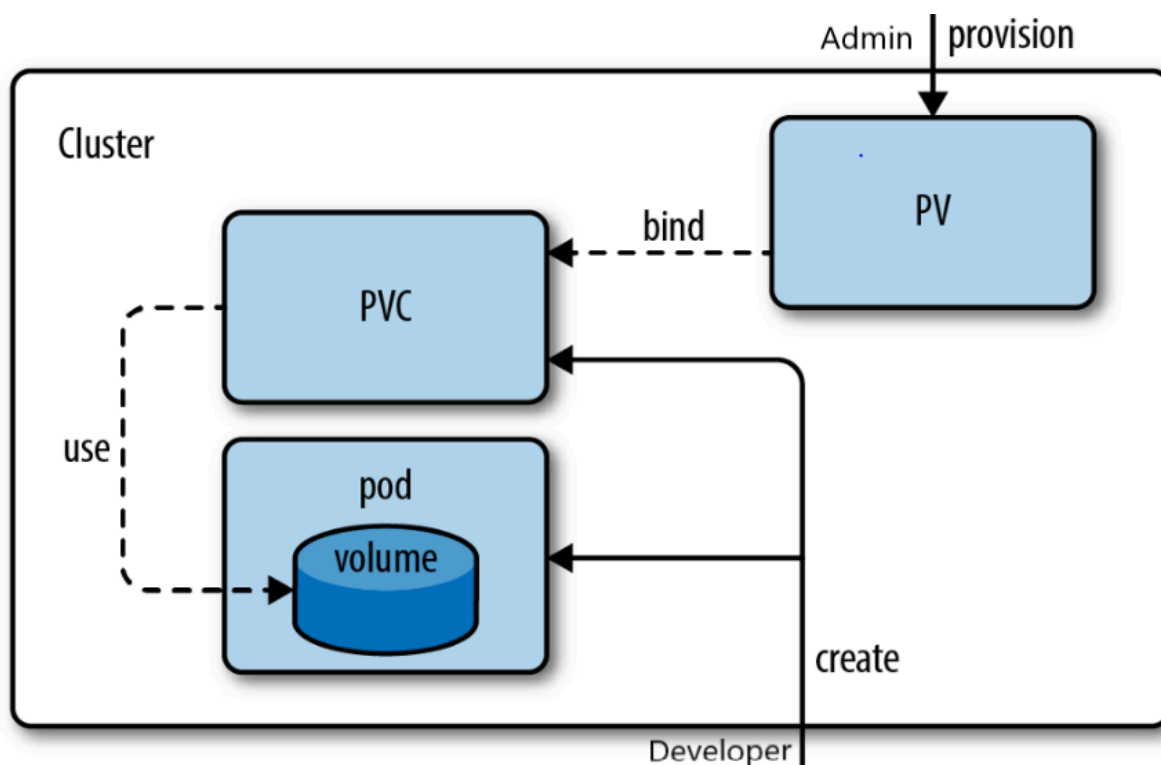 Admin
provision
Cluster
PV
bind
PVC
use
pod
volume
create
Developer